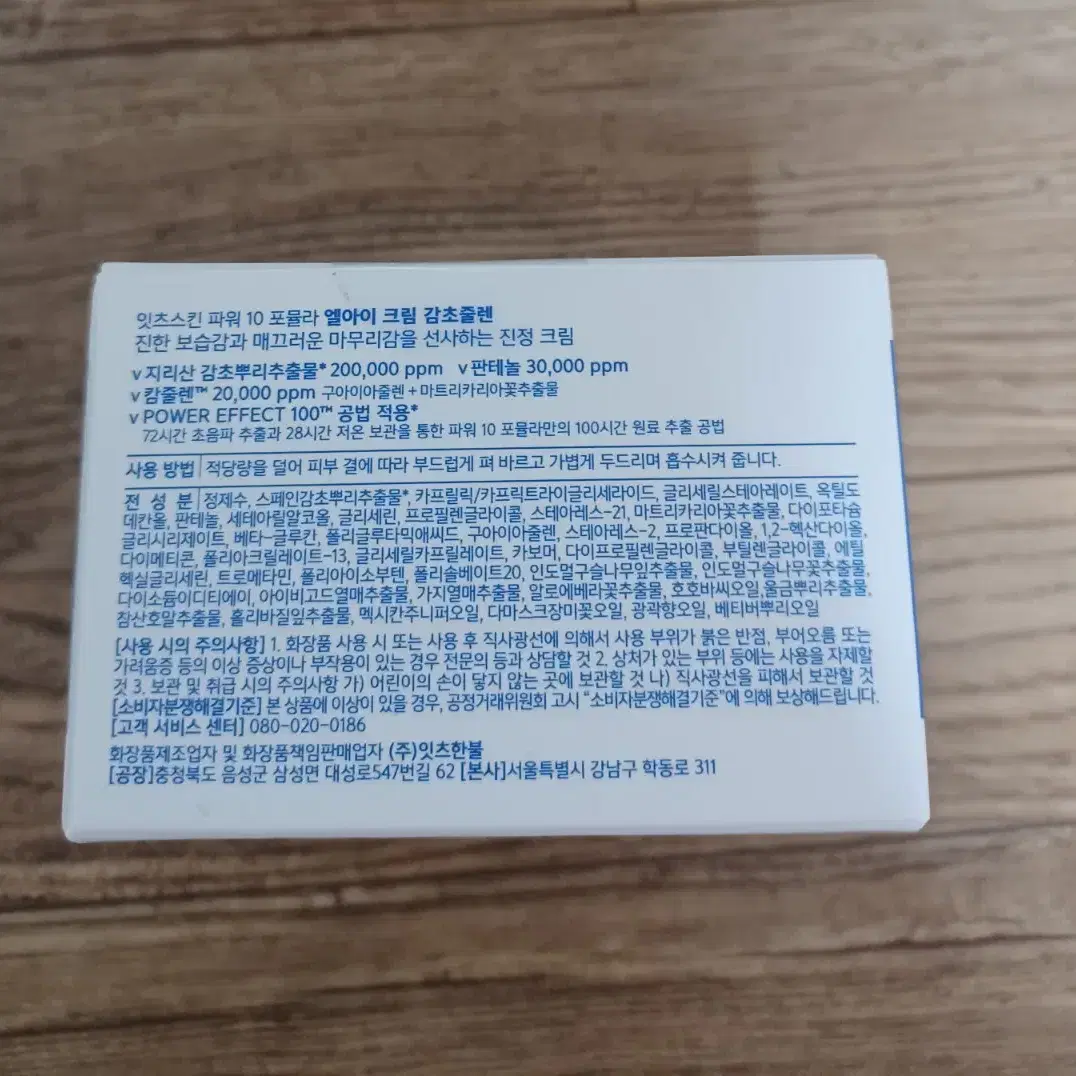 잇츠스킨 파워 10 포뮬라 엘아이 크림 감초줄렌
진한 보습감과 매끄러운 마무리감을 선사하는 진정 크림
v 지리산 감초뿌리추출물* 200,000 ppm v 판테놀 30,000 ppm
v 캄줄렌™ 20,000 ppm 구아이아줄렌 + 마트리카리아꽃추출물
v POWER EFFECT 100™ 공법 적용*
72시간 초음파 추출과 28시간 저온 보관을 통한 파워 10 포뮬라만의 100시간 원료 추출 공법
사용 방법 적당량을 덜어 피부 결에 따라 부드럽게 펴 바르고 가볍게 두드리며 흡수시켜 줍니다.
전 성 분 정제수, 스페인감초뿌리추출물*, 카프릴릭/카프릭트라이글리세라이드, 글리세릴스테아레이트, 옥틸도
데칸올, 판테놀, 세테아릴알코올, 글리세린, 프로필렌글라이콜, 스테아레스-21, 마트리카리아꽃추출물, 다이포타슘
글리시리제이트, 베타-글루칸, 폴리글루타믹애씨드, 구아이아줄렌, 스테아레스-2, 프로판다이올, 1,2-헥산다이올,
다이메티콘, 폴리아크릴레이트-13, 글리세릴카프릴레이트, 카보머, 다이프로필렌글라이콜, 부틸렌글라이콜, 에틸
헥실글리세린, 트로메타민, 폴리아이소부텐, 폴리솔베이트20, 인도멀구슬나무잎추출물, 인도멀구슬나무꽃추출물,
다이소듐이디티에이, 아이비고드열매추출물, 가지열매추출물, 알로에베라꽃추출물, 호호바씨오일,울금뿌리추출물,
참산호말추출물, 홀리바질잎추출물, 멕시칸주니퍼오일, 다마스크장미꽃오일, 광곽향오일, 베티버뿌리오일
[사용 시의 주의사항] 1. 화장품 사용 시 또는 사용 후 직사광선에 의해서 사용 부위가 붉은 반점, 부어오름 또는
가려움증 등의 이상 증상이나 부작용이 있는 경우 전문의 등과 상담할 것 2. 상처가 있는 부위 등에는 사용을 자제할
것 3. 보관 및 취급 시의 주의사항 가) 어린이의 손이 닿지 않는 곳에 보관할 것 나) 직사광선을 피해서 보관할 것
[소비자분쟁해결기준] 본 상품에 이상이 있을 경우, 공정거래위원회 고시 “소비자분쟁해결기준”에 의해 보상해드립니다.
[고객 서비스 센터] 080-020-0186
화장품제조업자 및 화장품책임판매업자 (주)잇츠한불
[공장]충청북도 음성군 삼성면 대성로547번길 62 [본사]서울특별시 강남구 학동로 311